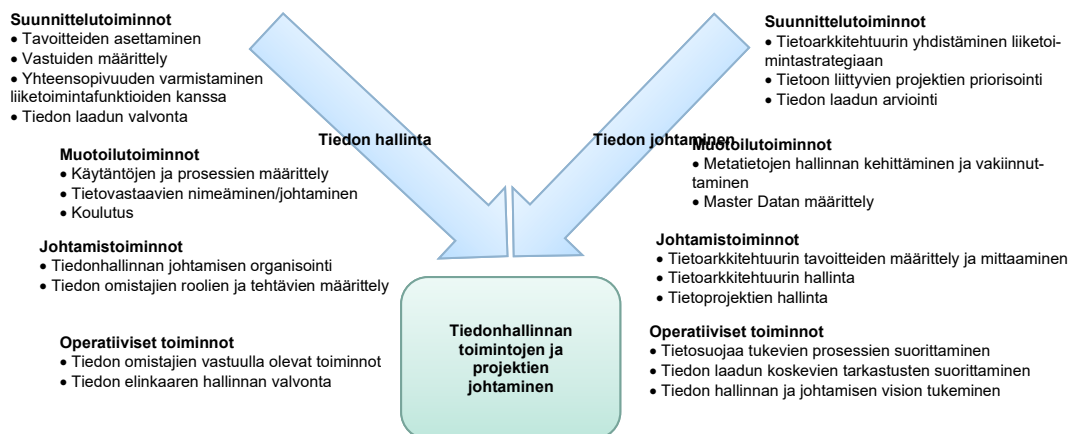 Suunnittelutoiminnot
• Tavoitteiden asettaminen
• Vastuiden määrittely
• Yhteensopivuuden varmistaminen
liiketoimintafunktioiden kanssa
• Tiedon laadun valvonta
Muotoilutoiminnot
• Käytäntöjen ja prosessien määrittely
• Tietovastaavien nimeäminen/johtaminen
• Koulutus
Johtamistoiminnot
• Tiedonhallinnan johtamisen organisointi
• Tiedon omistajien roolien ja tehtävien määrittely
Operatiiviset toiminnot
• Tiedon omistajien vastuulla olevat toiminnot
• Tiedon elinkaaren hallinnan valvonta
Tiedon hallinta
Tiedon johtaminen
Tiedonhallinnan
toimintojen ja
projektien
johtaminen
Suunnittelutoiminnot
• Tietoarkkitehtuurin yhdistäminen liiketoi-
mintastrategiaan
• Tietoon liittyvien projektien priorisointi
• Tiedon laadun arviointi
Muotoilutoiminnot
• Metatietojen hallinnan kehittäminen ja vakiinnut-
taminen
• Master Datan määrittely
Johtamistoiminnot
• Tietoarkkitehtuurin tavoitteiden määrittely ja mittaaminen
• Tietoarkkitehtuurin hallinta
• Tietoprojektien hallinta
Operatiiviset toiminnot
• Tietosuojaa tukevien prosessien suorittaminen
• Tiedon laadun koskevien tarkastusten suorittaminen
• Tiedon hallinnan ja johtamisen vision tukeminen